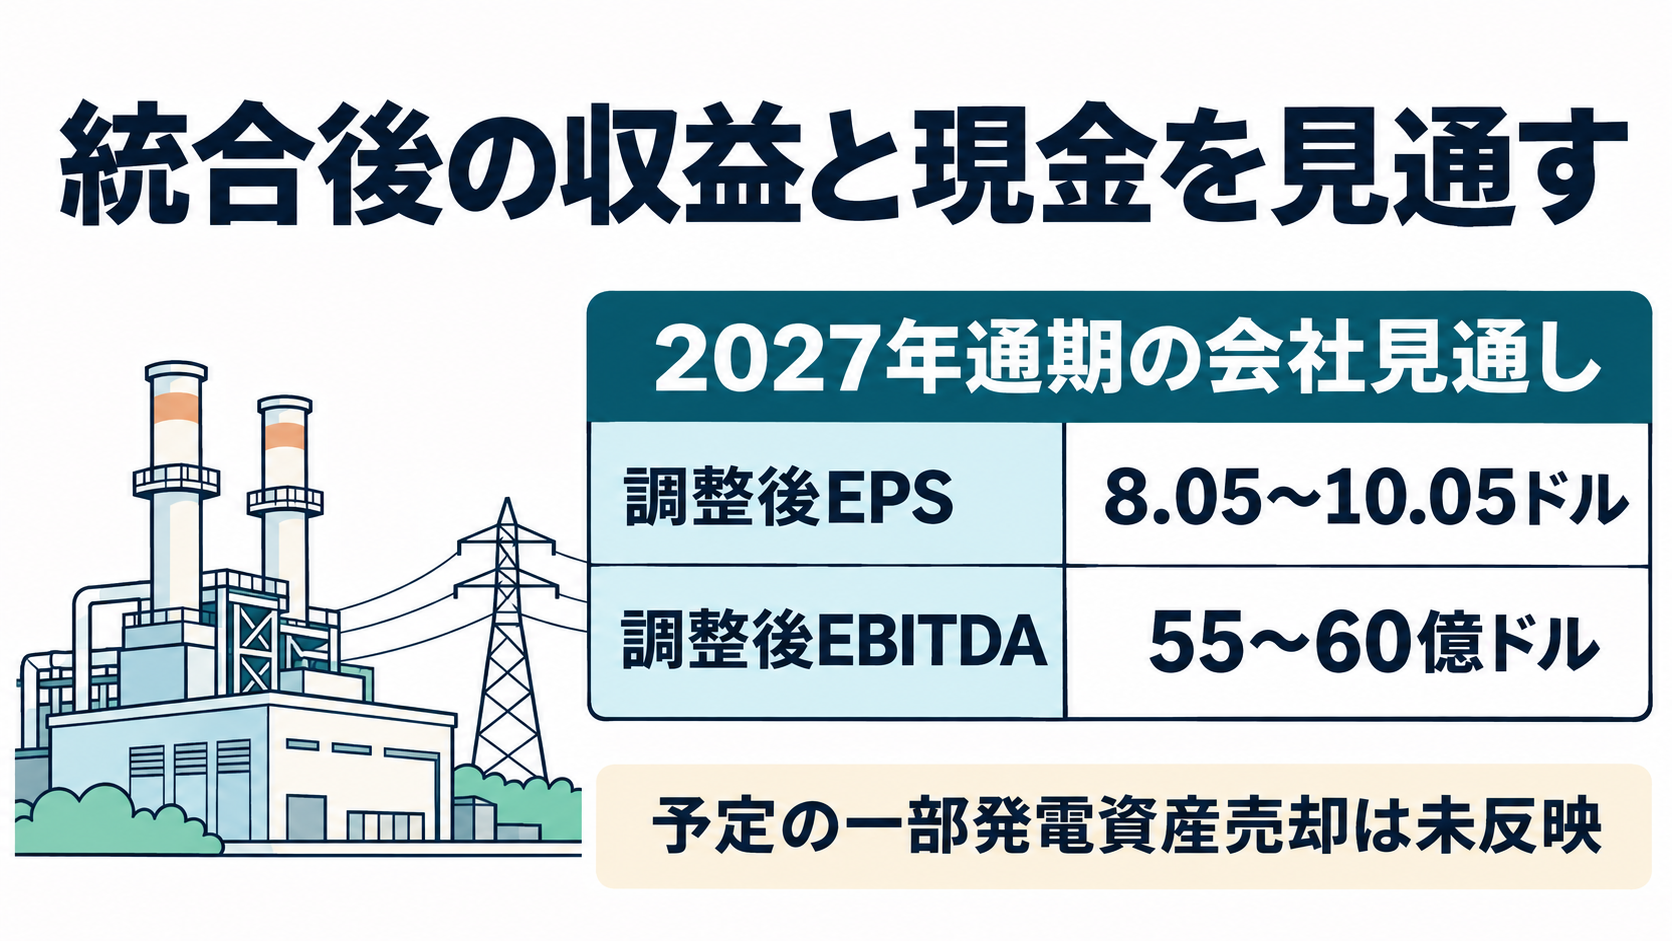 統合後の収益と現金を見通す
2027年通期の会社見通し
調整後EPS
8.05〜10.05ドル
調整後EBITDA
55〜60億ドル
予定の一部発電資産売却は未反映